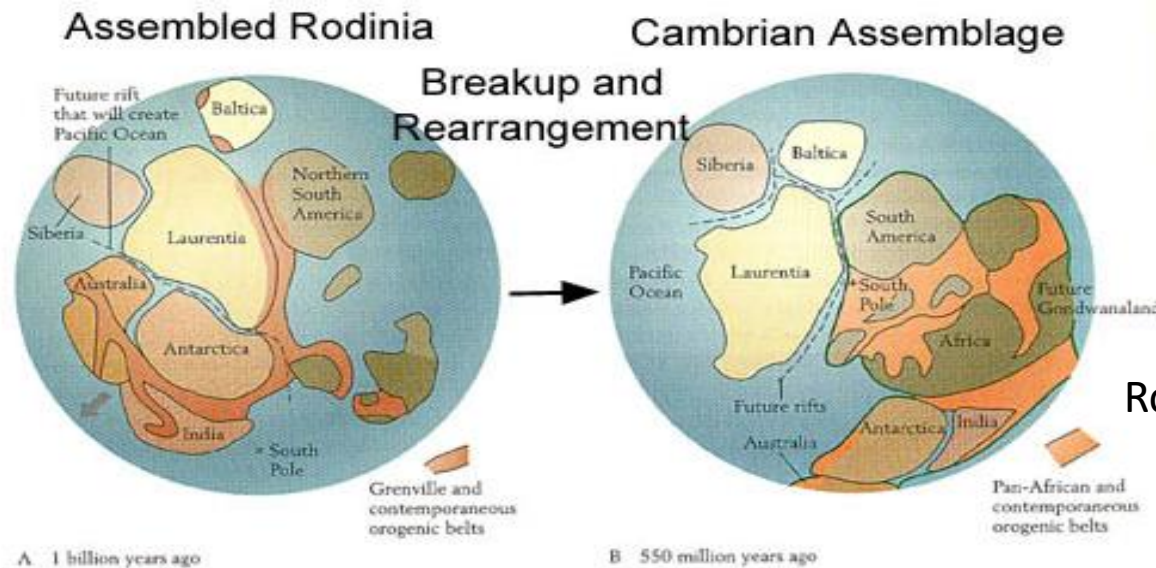 Assembled Rodinia
Cambrian Assemblage
Breakup and
Rearrangement
Future rift
that will create
Pacific Ocean
Baltica
Northern
South
America
Siberia
Laurentia
Australia
Antarctica
India
× South
Pole
Grenville and
contemporaneous
orogenic belts
A 1 billion years ago
Siberia
Baltica
South
America
Pacific
Ocean
Laurentia
+ South
Pole
Future
Gondwanaland
Africa
Future rifts
Australia
Antarctica
India
Pan-African and
contemporaneous
orogenic belts
B 550 million years ago
Ro